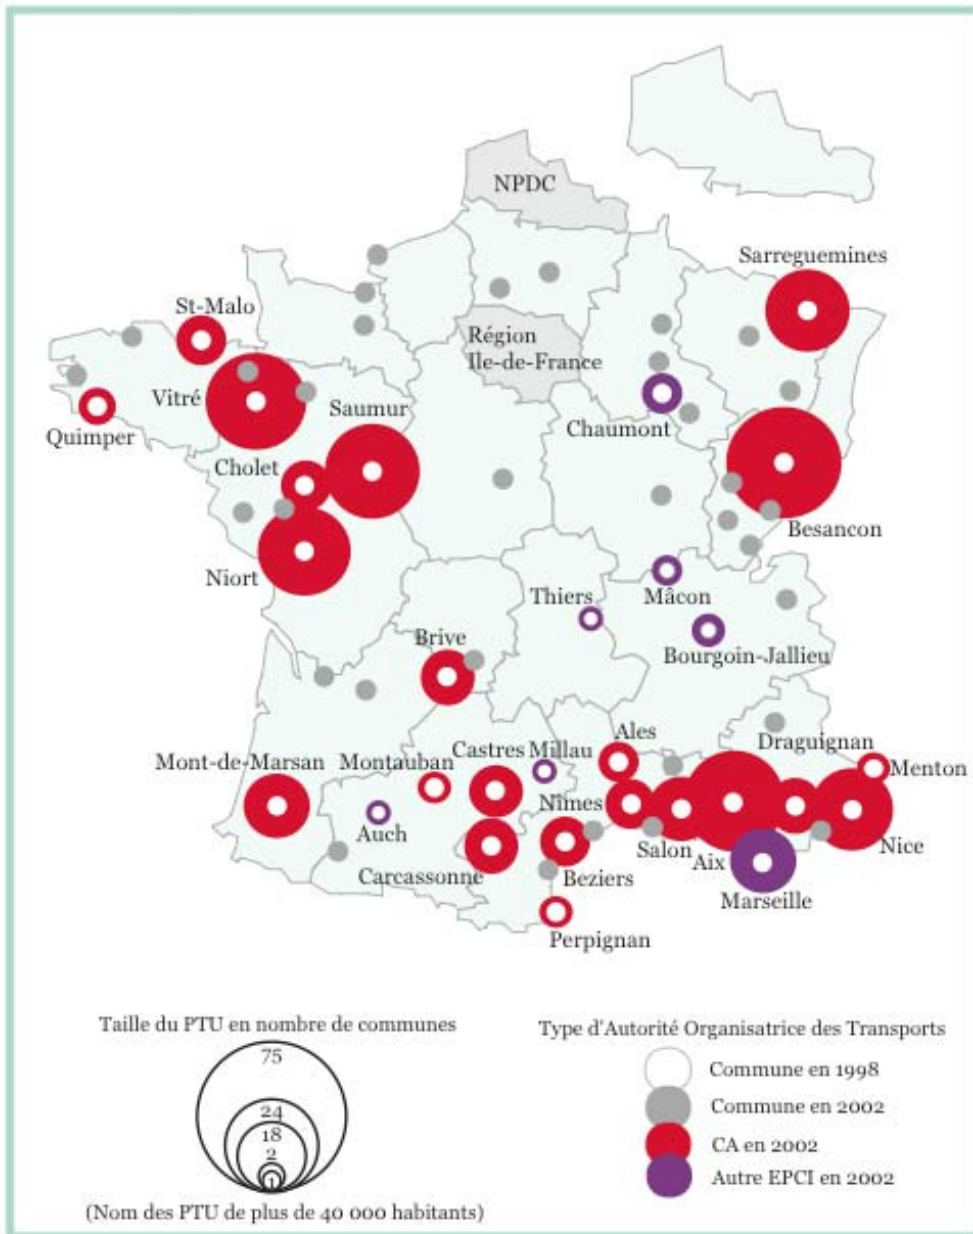 NPDC
Sarreguemines
St-Malo
Région
Ile-de-France
Vitré
Saumur
Chaumont
Quimper
Cholet
Besancon
Niort
Thiers
Mâcon
Brive
Bourgoin-Jallieu
Ales
Draguignan
Mont-de-Marsan
Montauban
Castres
Millau
Menton
Nîmes
Auch
Salon
Nice
Carcassonne
Beziers
Aix
Marseille
Perpignan
Taille du PTU en nombre de communes
75
24
18
2
1
(Nom des PTU de plus de 40 000 habitants)
Type d'Autorité Organisatrice des Transports
Commune en 1998
Commune en 2002
CA en 2002
Autre EPCI en 2002